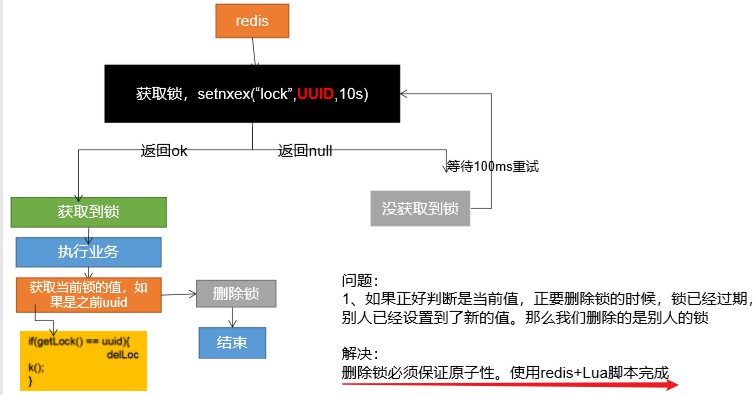 redis
获取锁，setnxex(“lock”,UUID,10s)
返回ok
返回null
等待100ms重试
获取到锁
没获取到锁
执行业务
获取当前锁的值，如
果是之前uuid
删除锁
结束
if(getLock() == uuid){
delLoc
k();
}
问题：
1、如果正好判断是当前值，正要删除锁的时候，锁已经过期，
别人已经设置到了新的值。那么我们删除的是别人的锁
解决：
删除锁必须保证原子性。使用redis+Lua脚本完成